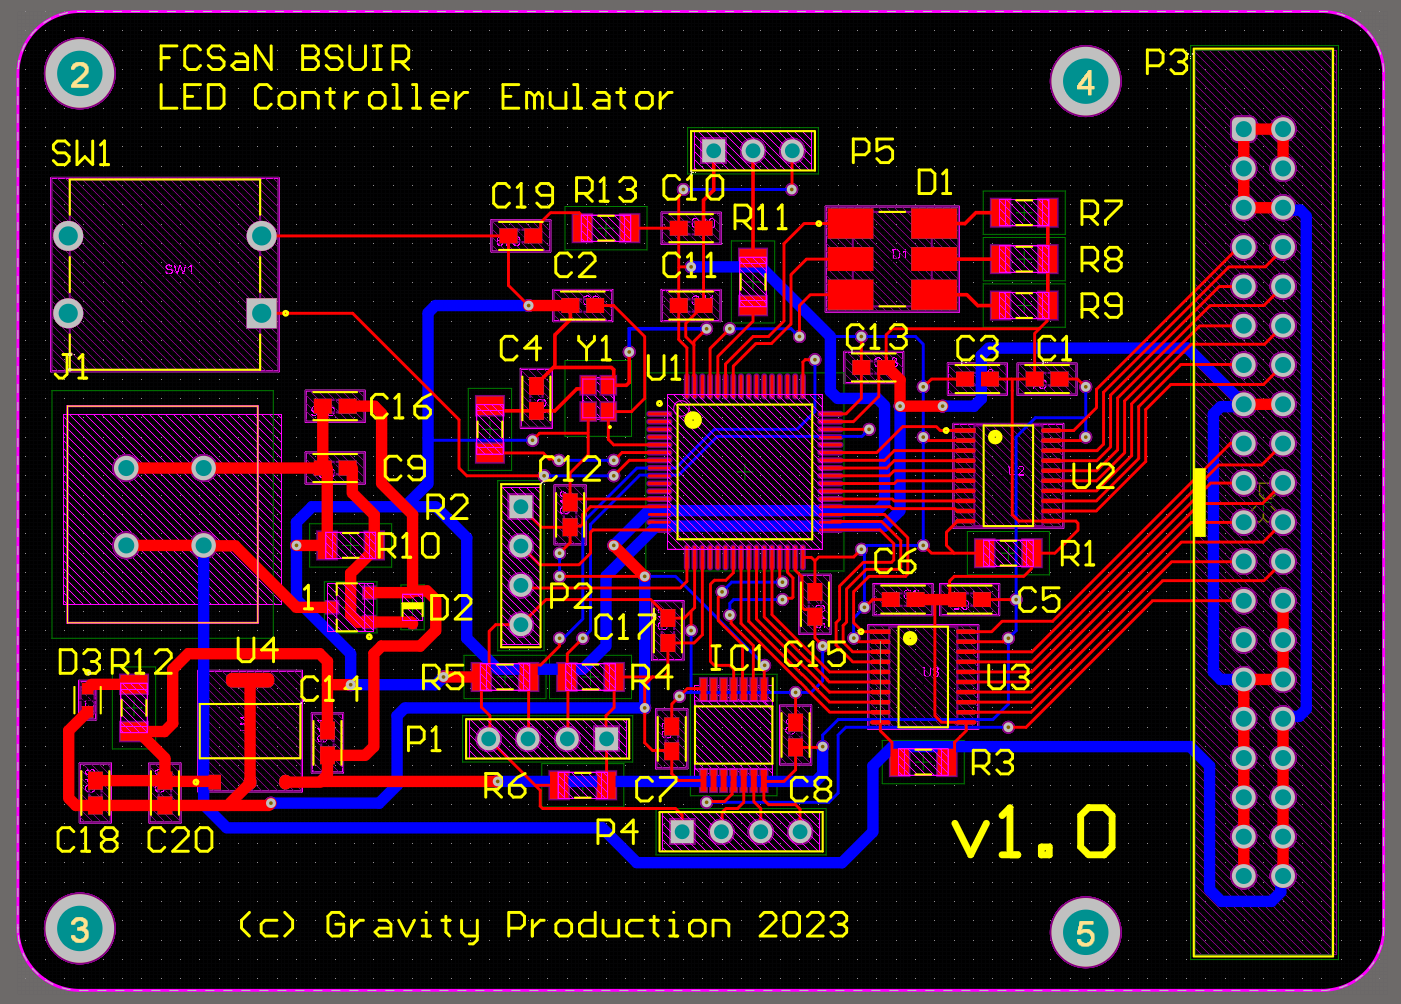 2
FCSaN BSUIR
LED Controller Emulator
4
P3
SW1
P5
C19
R13
C10
D1
R11
R7
SW1
C2
C11
D1
R8
R9
J1
C4
Y1
U1
C13
C3
C1
C16
C9
C12
U2
U2
R2
R10
R1
C6
1
D2
P2
C17
C5
C15
D3
R12
U4
C14
R5
R4
IC1
U3
U3
P1
R3
R6
C7
C8
C18
C20
P4
v1.0
3
(c) Gravity Production 2023
5